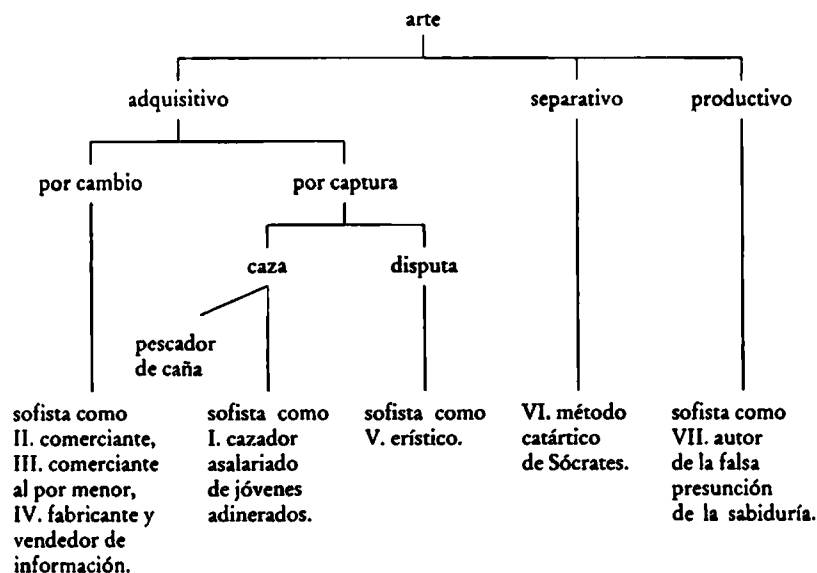 arte
adquisitivo
separativo
productivo
por cambio
por captura
caza
disputa
pescador
de caña
sofista como
II. comerciante,
III. comerciante
al por menor,
IV. fabricante y
vendedor de
información.
sofista como
I. cazador
asalariado
de jóvenes
adinerados.
sofista como
V. erístico.
VI. método
catártico
de Sócrates.
sofista como
VII. autor
de la falsa
presunción
de la sabiduría.